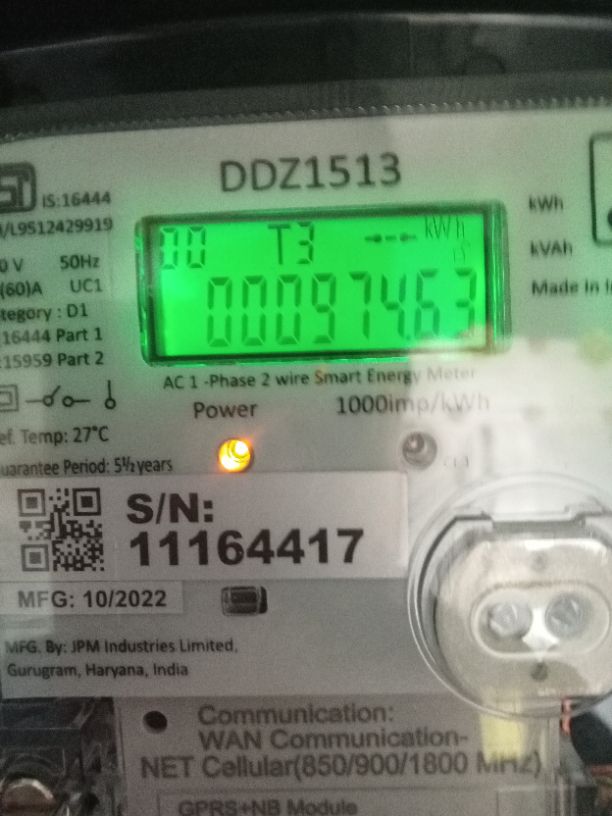 DDZ1513
IS:16444
/L9512429919
0 V 50Hz
(60)A UC1
ategory : D1
16444 Part 1
:15959 Part 2
00 T3 kWh
000974.63
kWh
kVAh
Made In I
AC 1 -Phase 2 wire Smart Energy Meter
Power 1000imp/kWh
ef. Temp: 27°C
uarantee Period: 5½ years
S/N:
11164417
MFG: 10/2022
MFG. By: JPM Industries Limited,
Gurugram, Haryana, India
Communication:
WAN Communication-
NET Cellular(850/900/1800 MHz)
GPRS+NB Module